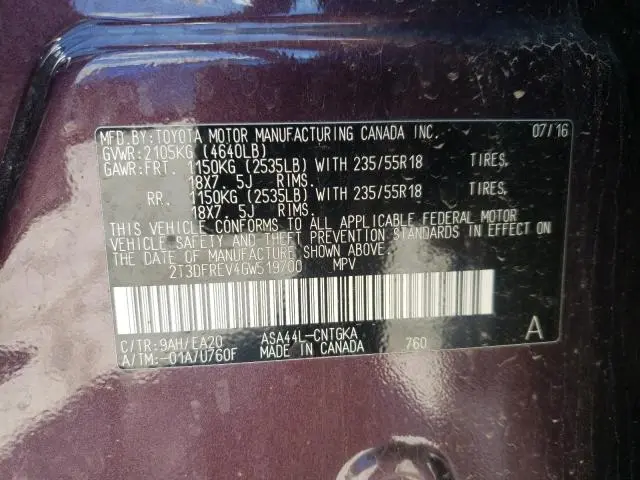 MFD.BY:TOYOTA MOTOR MANUFACTURING CANADA INC. 07/16
GVWR:2105KG (4640LB)
GAWR:FRT. 1150KG (2535LB) WITH 235/55R18 TIRES,
18X7.5J RIMS.
RR. 1150KG (2535LB) WITH 235/55R18 TIRES,
18X7.5J RIMS.
THIS VEHICLE CONFORMS TO ALL APPLICABLE FEDERAL MOTOR
VEHICLE SAFETY AND THEFT PREVENTION STANDARDS IN EFFECT ON
THE DATE OF MANUFACTURE SHOWN ABOVE.
2T3DFREV4GW519700 MPV
C/TR:9AH/EA20 ASA44L-CNTGKA 760 A
A/TM:-01A/U760F MADE IN CANADA